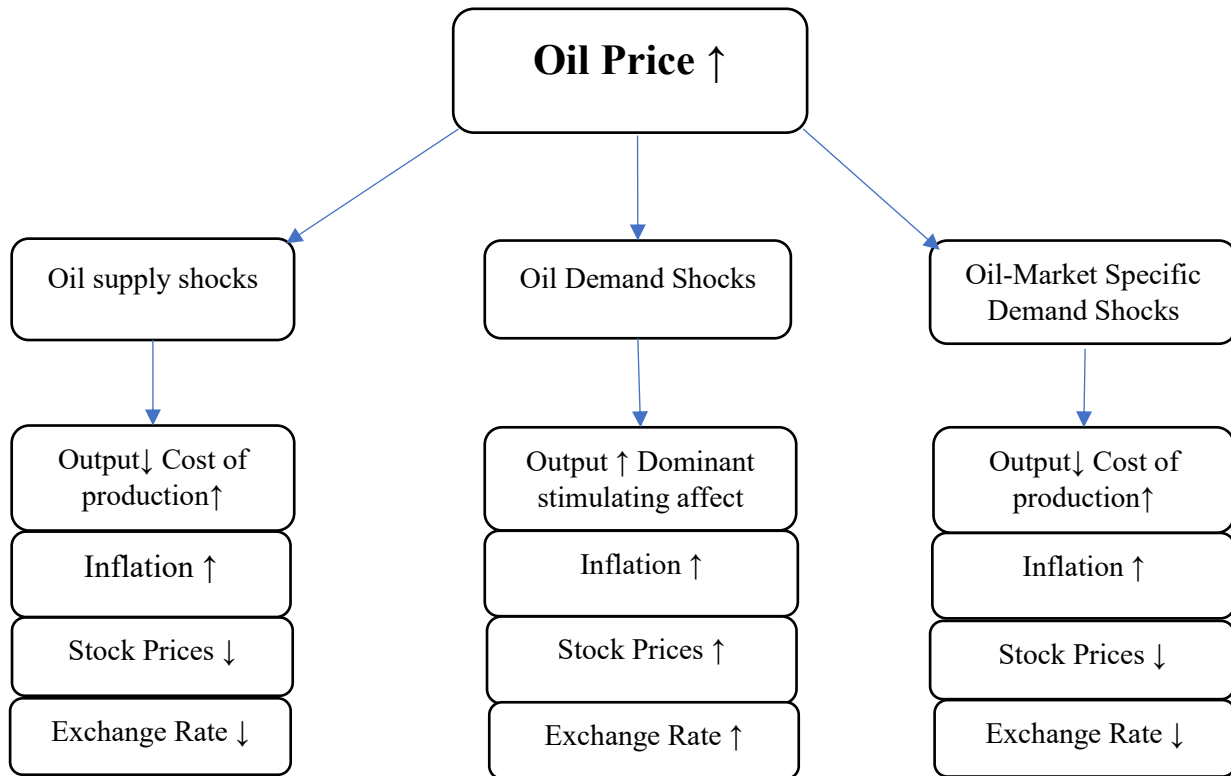 Oil Price ↑
Oil supply shocks
Oil Demand Shocks
Oil-Market Specific
Demand Shocks
Output↓ Cost of
production↑
Inflation ↑
Stock Prices ↓
Exchange Rate ↓
Output ↑ Dominant
stimulating affect
Inflation ↑
Stock Prices ↑
Exchange Rate ↑
Output↓ Cost of
production↑
Inflation ↑
Stock Prices ↓
Exchange Rate ↓